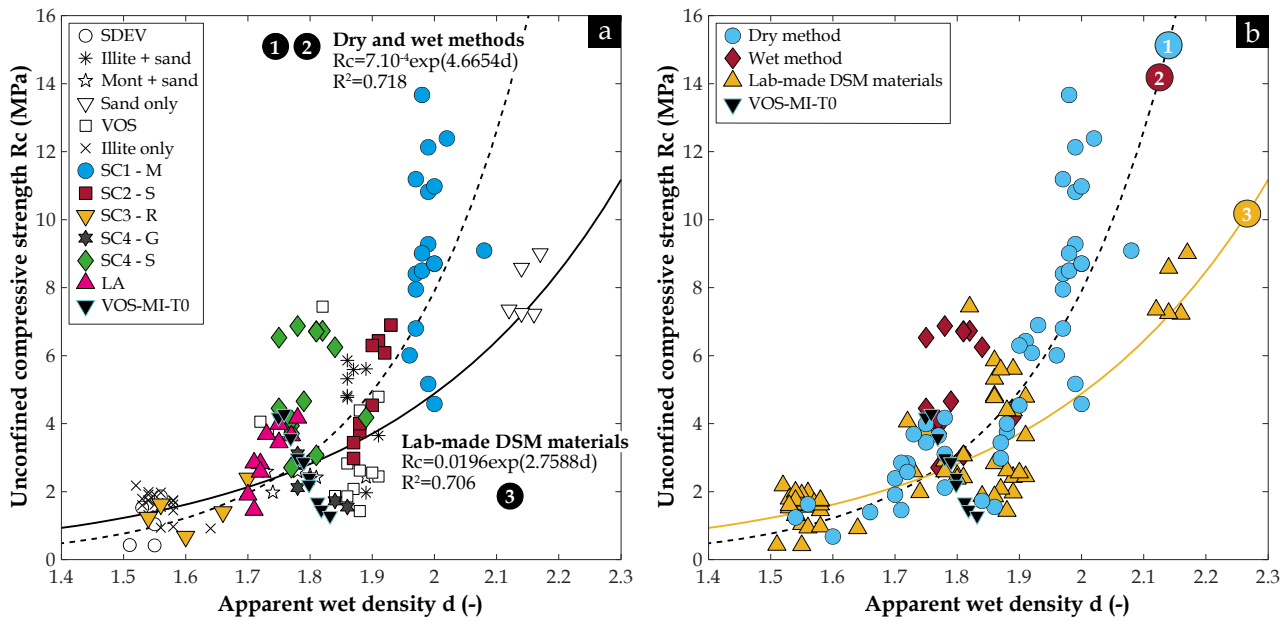 a
Unconfined compressive strength Rc (MPa)
16
14
12
10
8
6
4
2
0
SDEV
Illite + sand
Mont + sand
Sand only
VOS
Illite only
SC1 - M
SC2 - S
SC3 - R
SC4 - G
SC4 - S
LA
VOS-MI-T0
1 2
Dry and wet methods
Rc=7.10⁻⁴exp(4.6654d)
R²=0.718
Lab-made DSM materials
Rc=0.0196exp(2.7588d)
R²=0.706
3
1.4 1.5 1.6 1.7 1.8 1.9 2 2.1 2.2 2.3
Apparent wet density d (-)
b
Unconfined compressive strength Rc (MPa)
16
14
12
10
8
6
4
2
0
Dry method
Wet method
Lab-made DSM materials
VOS-MI-T0
1
2
3
1.4 1.5 1.6 1.7 1.8 1.9 2 2.1 2.2 2.3
Apparent wet density d (-)